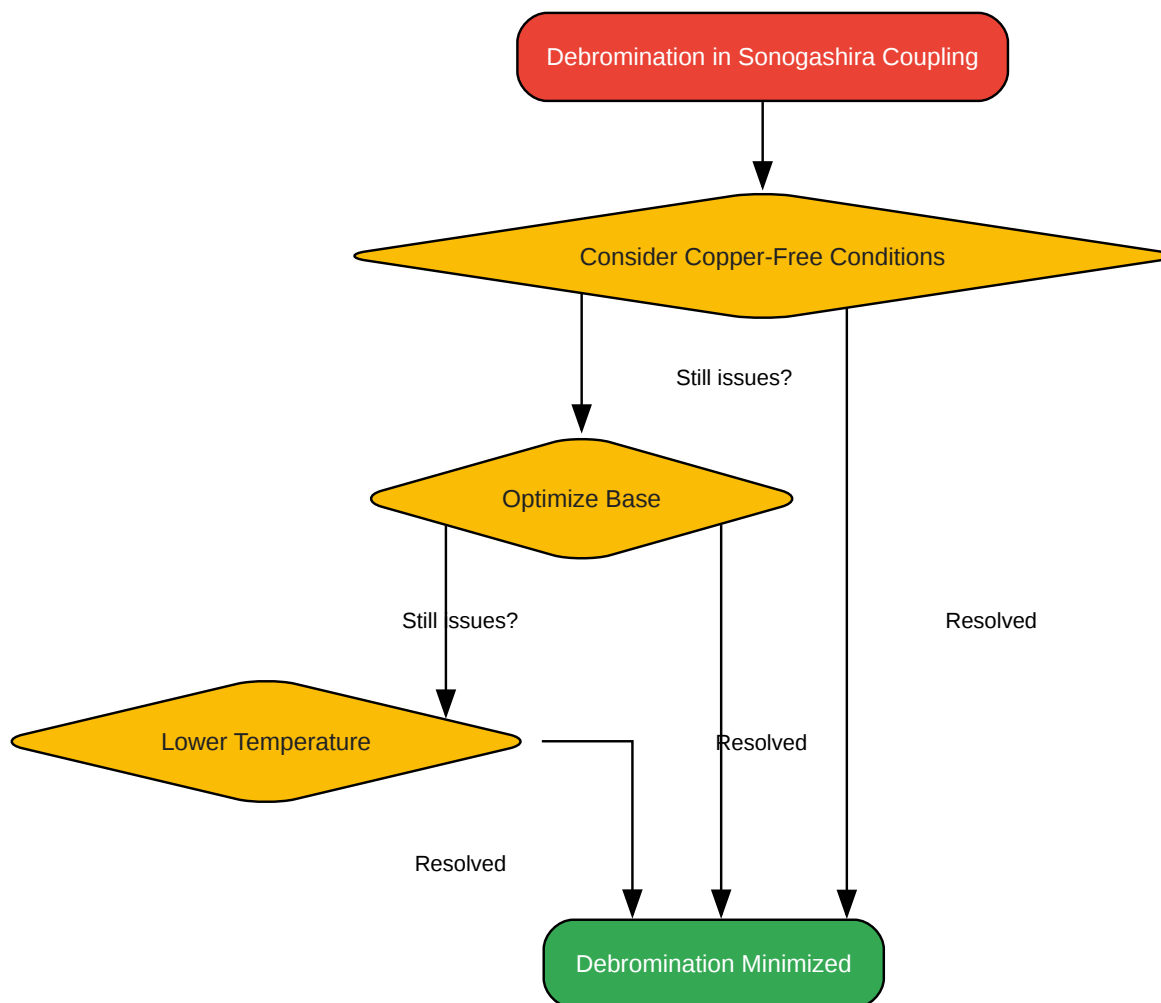 Debromination in Sonogashira Coupling
Consider Copper-Free Conditions
Still issues?
Optimize Base
Still issues?
Resolved
Lower Temperature
Resolved
Resolved
Debromination Minimized